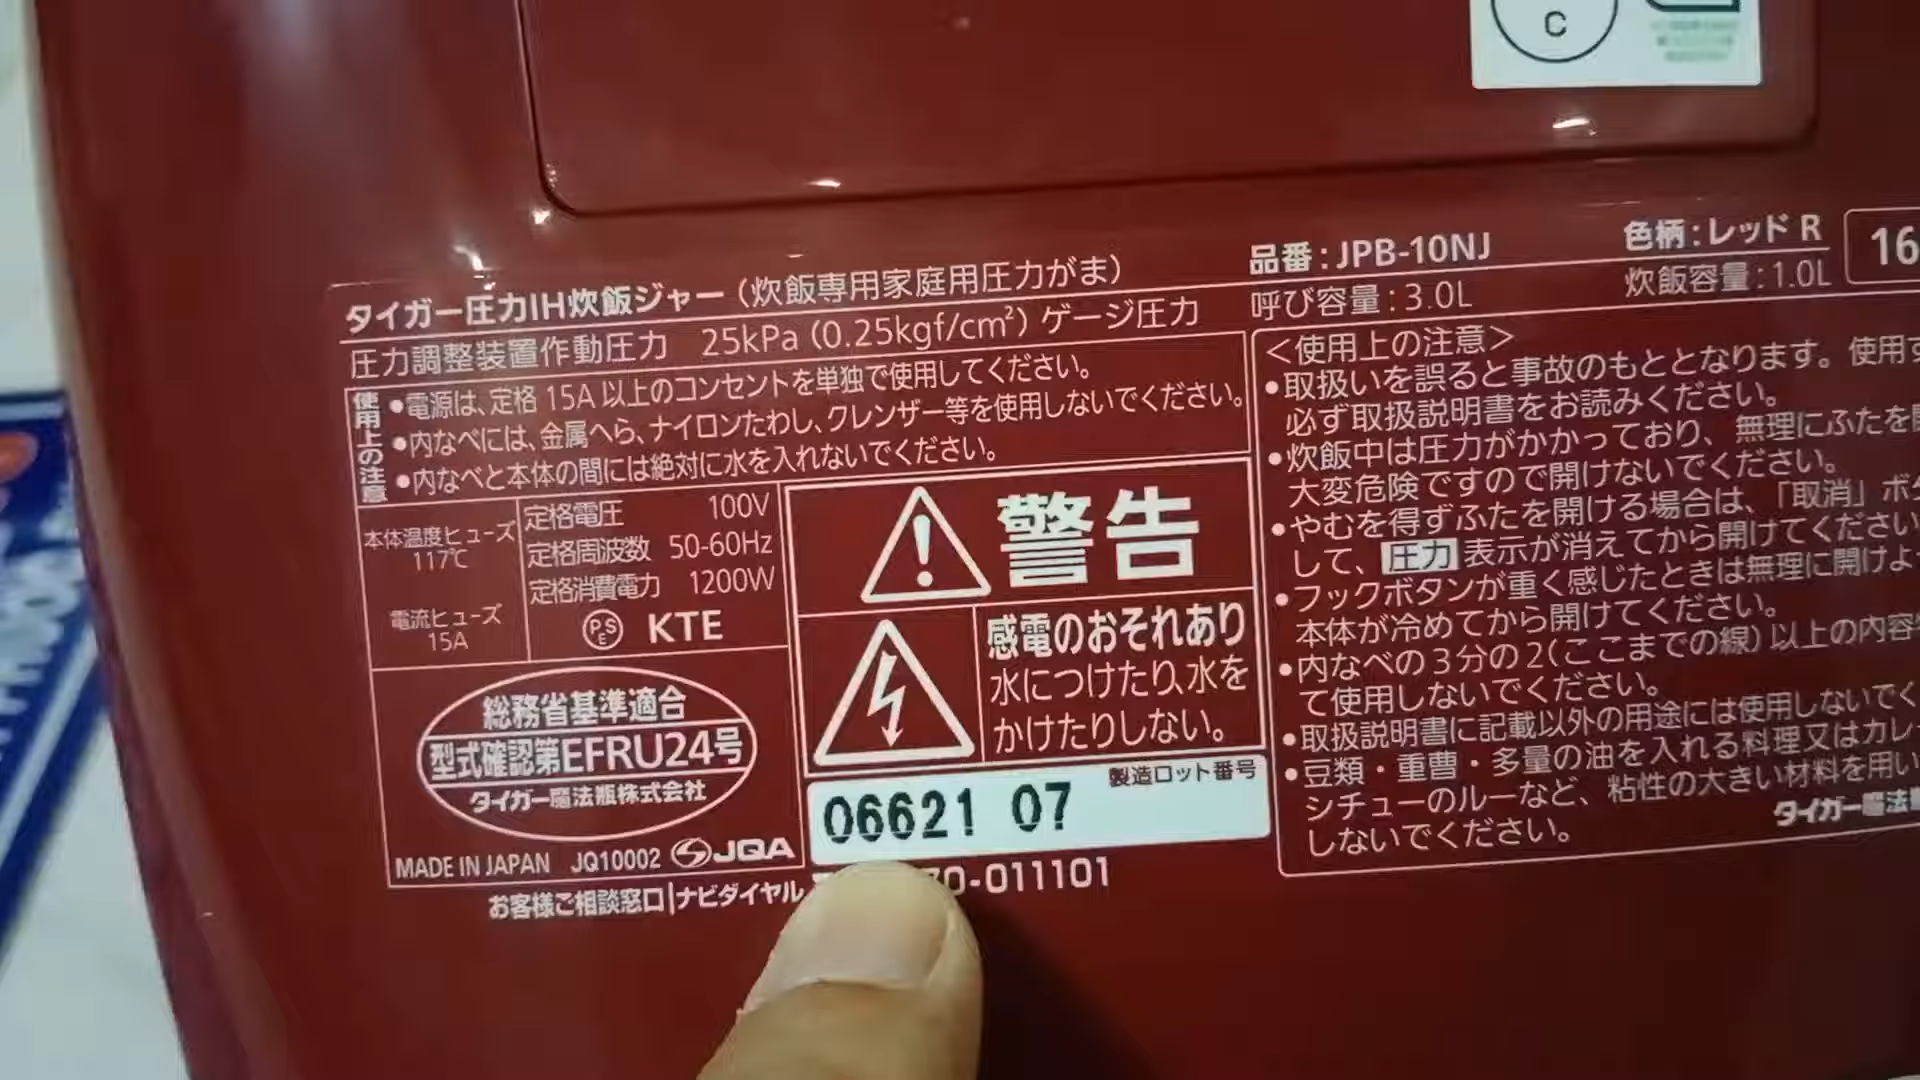 C
タイガー圧力IH炊飯ジャー(炊飯専用家庭用圧力がま)
品番:JPB-10NJ
色柄:レッド R
16
圧力調整装置作動圧力 25kPa (0.25kgf/cm²) ゲージ圧力
呼び容量:3.0L
炊飯容量:1.0L
使用上の注意
●電源は、定格 15A 以上のコンセントを単独で使用してください。
●内なべには、金属へら、ナイロンたわし、クレンザー等を使用しないでください。
●内なべと本体の間には絶対に水を入れないでください。
本体温度ヒューズ
117℃
電流ヒューズ
15A
定格電圧 100V
定格周波数 50-60Hz
定格消費電力 1200W
PSE KTE
総務省基準適合
型式確認第EFRU24号
タイガー魔法瓶株式会社
MADE IN JAPAN JQ10002 JQA
警告
感電のおそれあり
水につけたり、水を
かけたりしない。
製造ロット番号
06621 07
お客様ご相談窓口|ナビダイヤル
0-011101
<使用上の注意>
●取扱いを誤ると事故のもととなります。使用
必ず取扱説明書をお読みください。
●炊飯中は圧力がかかっており、無理にふたを
大変危険ですので開けないでください。
●やむを得ずふたを開ける場合は、「取消」ボ
して、圧力表示が消えてから開けてください
●フックボタンが重く感じたときは無理に開けよ
本体が冷めてから開けてください。
●内なべの3分の2(ここまでの線)以上の内容
て使用しないでください。
●取扱説明書に記載以外の用途には使用しないでく
●豆類・重曹・多量の油を入れる料理又はカレー
シチューのルーなど、粘性の大きい材料を用い
しないでください。
タイガー魔法